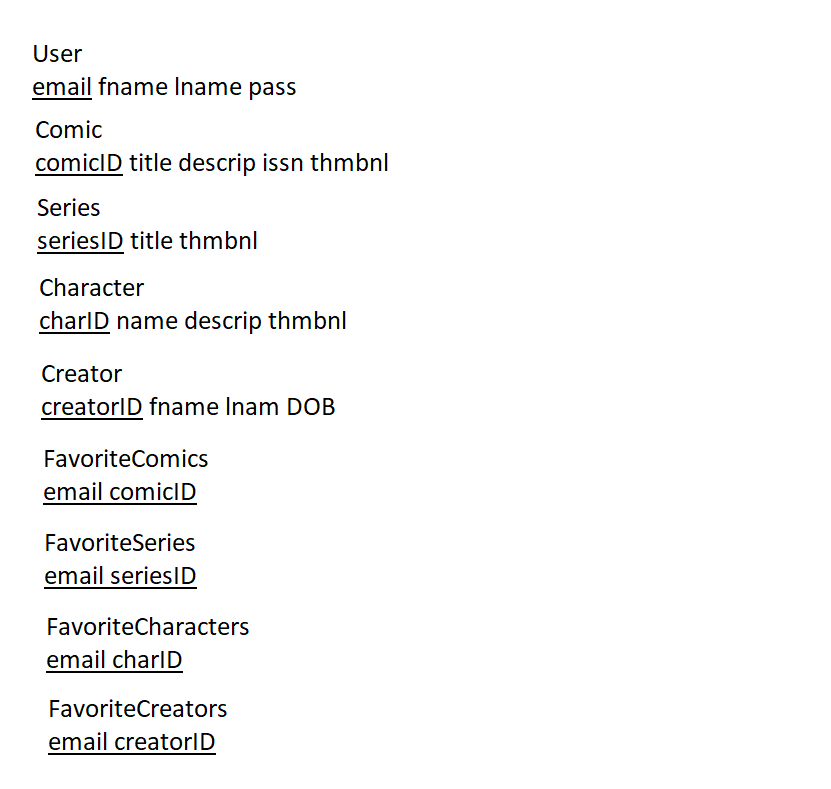 User
email fname lname pass
Comic
comicID title descrip issn thmbnl
Series
seriesID title thmbnl
Character
charID name descrip thmbnl
Creator
creatorID fname lnam DOB
FavoriteComics
email comicID
FavoriteSeries
email seriesID
FavoriteCharacters
email charID
FavoriteCreators
email creatorID